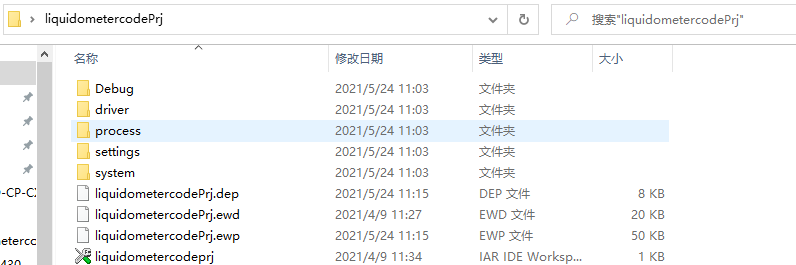 liquidometercodePrj
搜索"liquidometercodePrj"
名称 修改日期 类型 大小
Debug 2021/5/24 11:03 文件夹
driver 2021/5/24 11:03 文件夹
process 2021/5/24 11:03 文件夹
settings 2021/5/24 11:03 文件夹
system 2021/5/24 11:03 文件夹
liquidometercodePrj.dep 2021/5/24 11:15 DEP 文件 8 KB
liquidometercodePrj.ewd 2021/4/9 11:27 EWD 文件 20 KB
liquidometercodePrj.ewp 2021/5/24 11:15 EWP 文件 50 KB
liquidometercodeprj 2021/4/9 11:34 IAR IDE Worksp... 1 KB
-CP-C
metercc
430